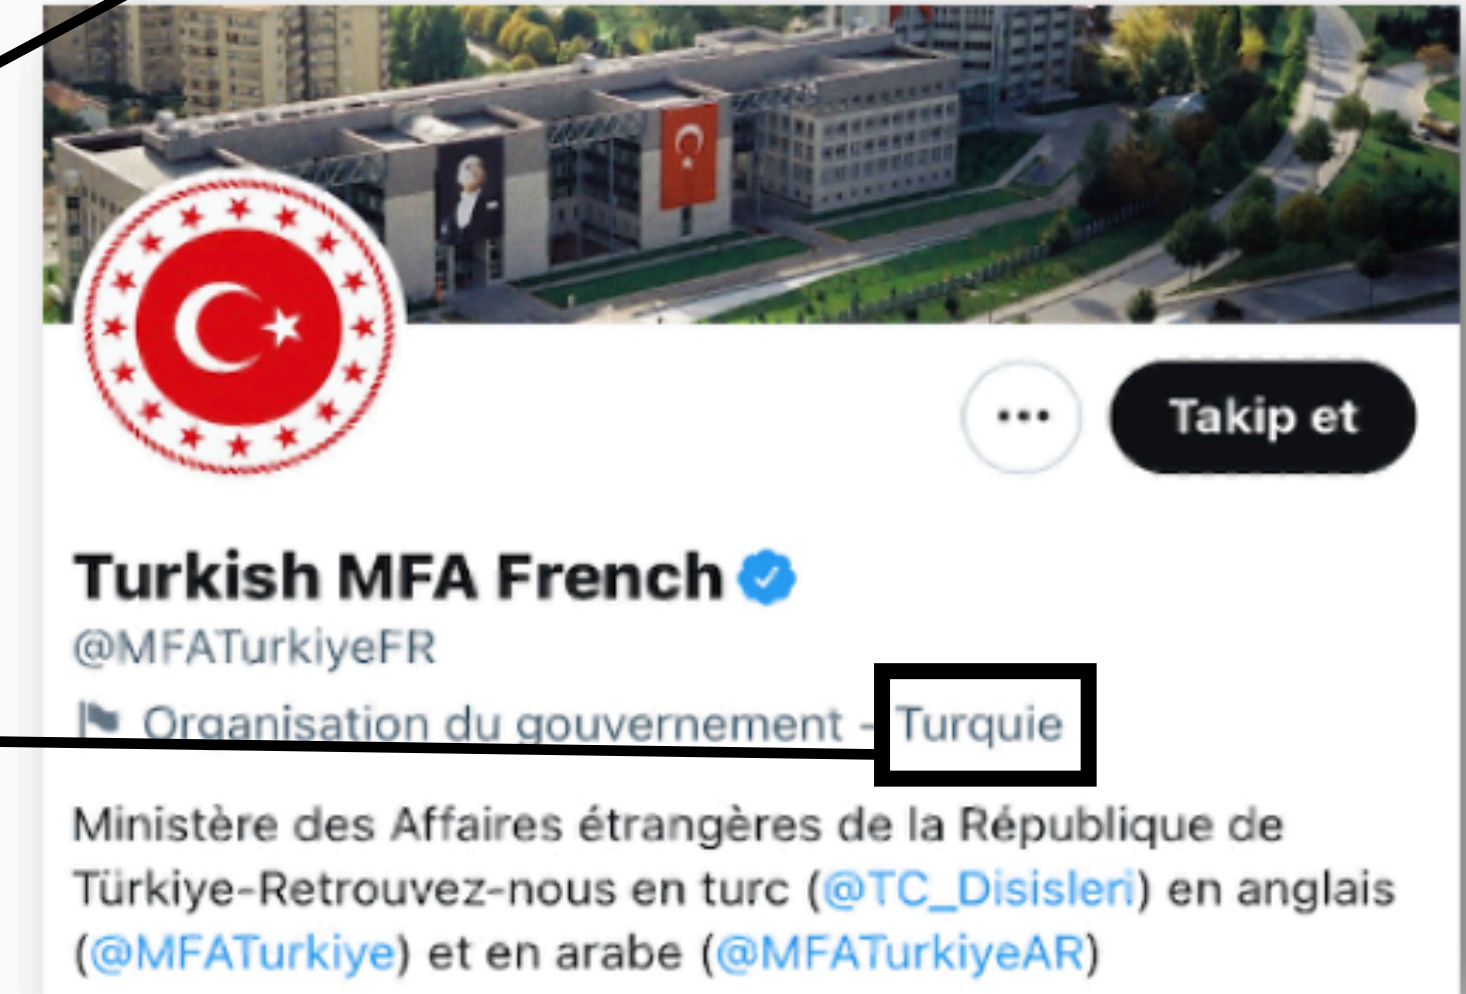 Takip et
Turkish MFA French
@MFATurkiyeFR
Organisation du gouvernement - Turquie
Ministère des Affaires étrangères de la République de
Türkiye-Retrouvez-nous en turc (@TC_Disisleri) en anglais
(@MFATurkiye) et en arabe (@MFATurkiyeAR)